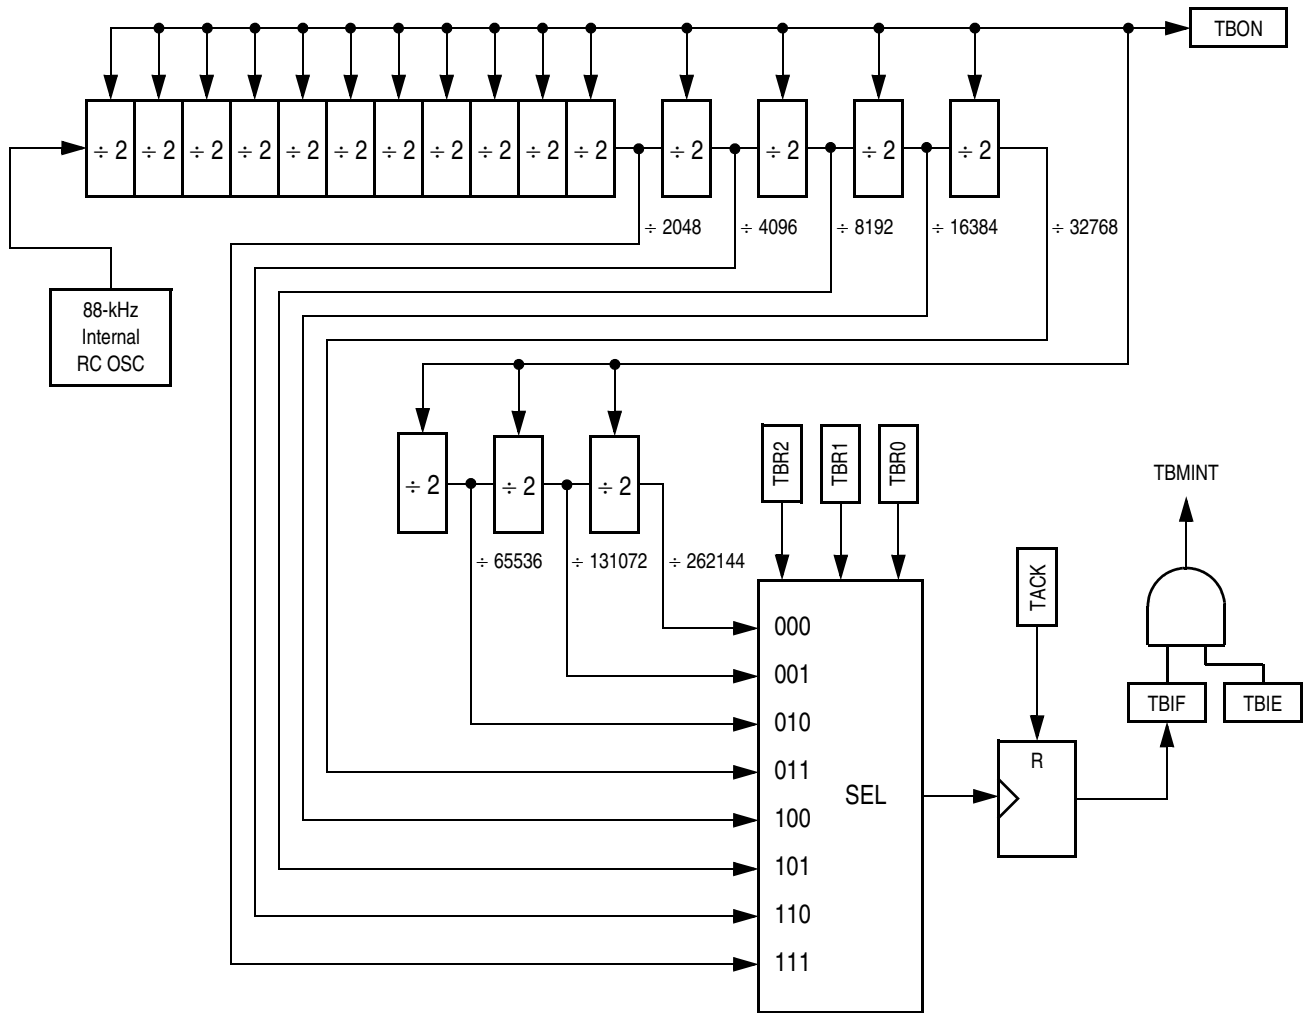 TBON
÷ 2 ÷ 2 ÷ 2 ÷ 2 ÷ 2 ÷ 2 ÷ 2 ÷ 2 ÷ 2 ÷ 2 ÷ 2 ÷ 2 ÷ 2 ÷ 2 ÷ 2
÷ 2048 ÷ 4096 ÷ 8192 ÷ 16384 ÷ 32768
88-kHz
Internal
RC OSC
÷ 2 ÷ 2 ÷ 2
÷ 65536 ÷ 131072 ÷ 262144
TBR2
TBR1
TBR0
TBMINT
TACK
TBIF
TBIE
R
000
001
010
011
SEL
100
101
110
111